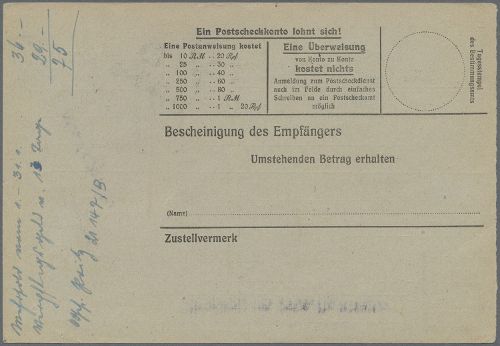 Ein Postscheckkonto lohnt sich!
Eine Postanweisung kostet
bis 10 RM .. 20 Rpf
„ 25 „ .. 30 „
„ 100 „ .. 40 „
„ 250 „ .. 60 „
„ 500 „ .. 80 „
„ 750 „ .. 1 RM
„ 1000 „ .. 1 „ 20 Rpf
Eine Überweisung
von Konto zu Konto
kostet nichts
Anmeldung zum Postscheckdienst
auch im Felde durch einfaches
Schreiben an ein Postscheckamt
möglich
Tagesstempel
des Bestimmungsamts
Bescheinigung des Empfängers
Umstehenden Betrag erhalten
(Name)
Zustellvermerk
36.-
39.-
75